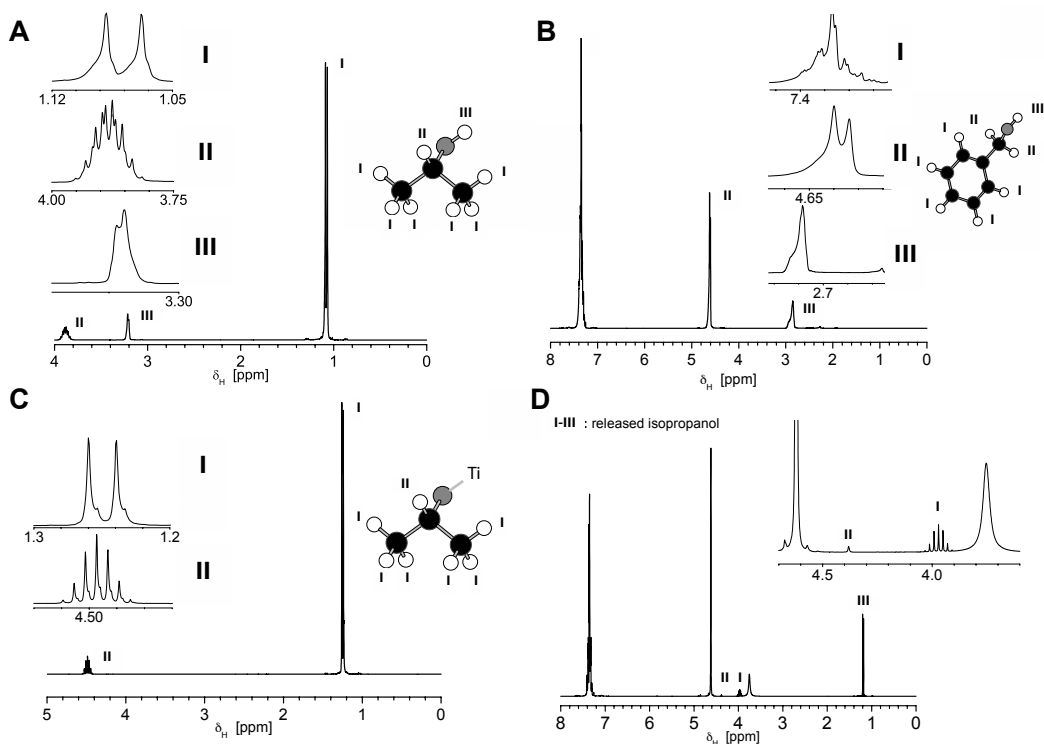 A
I
1.12 1.05
II
4.00 3.75
III
3.30
I
III
II
I I
I I I I
II III
4 3 2 1 0
δH [ppm]
B
I
7.4
II
4.65
III
2.7
II
III
III
II
I
I
II
I
I
I
8 7 6 5 4 3 2 1 0
δH [ppm]
C
I
1.3 1.2
II
4.50
I
Ti
II
I I
I I I I
II
5 4 3 2 1 0
δH [ppm]
D
I-III : released isopropanol
I
II
4.5 4.0
III
II I
8 7 6 5 4 3 2 1 0
δH [ppm]